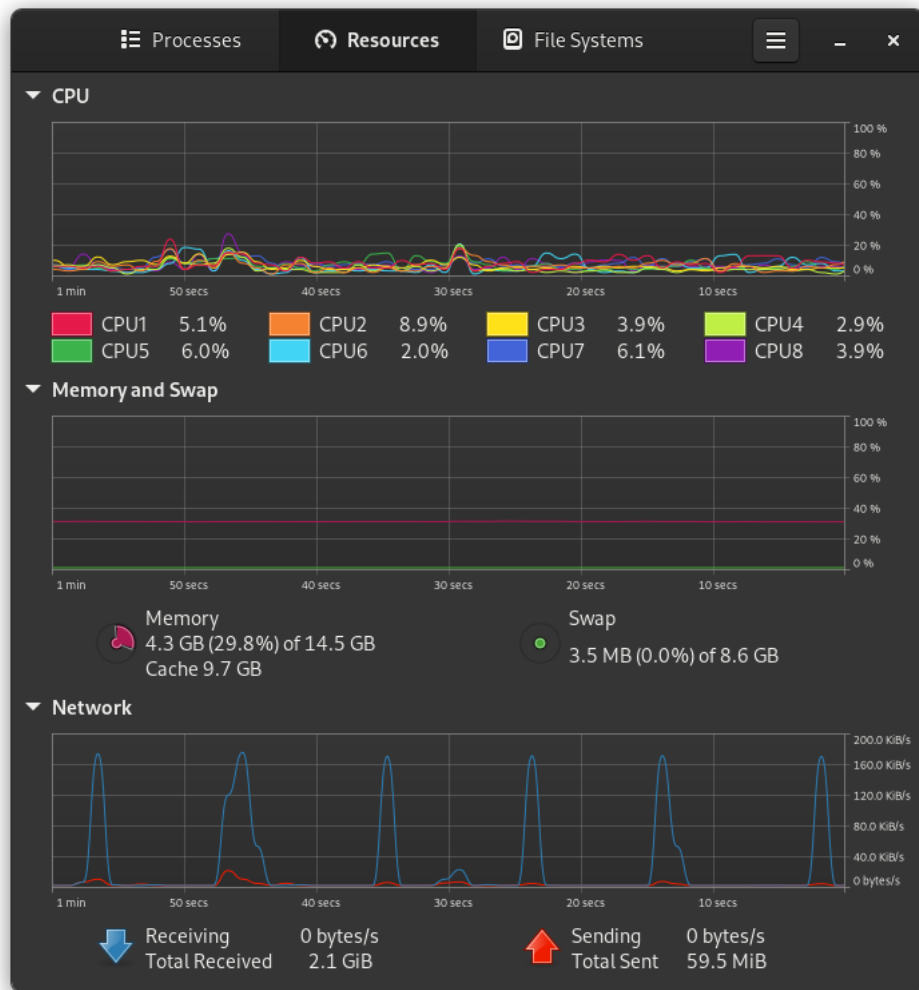 Processes Resources File Systems
CPU
100 %
80 %
60 %
40 %
20 %
0 %
1 min 50 secs 40 secs 30 secs 20 secs 10 secs
CPU1 5.1% CPU2 8.9% CPU3 3.9% CPU4 2.9%
CPU5 6.0% CPU6 2.0% CPU7 6.1% CPU8 3.9%
Memory and Swap
100 %
80 %
60 %
40 %
20 %
0 %
1 min 50 secs 40 secs 30 secs 20 secs 10 secs
Memory
4.3 GB (29.8%) of 14.5 GB
Cache 9.7 GB
Swap
3.5 MB (0.0%) of 8.6 GB
Network
200.0 KiB/s
160.0 KiB/s
120.0 KiB/s
80.0 KiB/s
40.0 KiB/s
0 bytes/s
1 min 50 secs 40 secs 30 secs 20 secs 10 secs
Receiving 0 bytes/s
Total Received 2.1 GiB
Sending 0 bytes/s
Total Sent 59.5 MiB